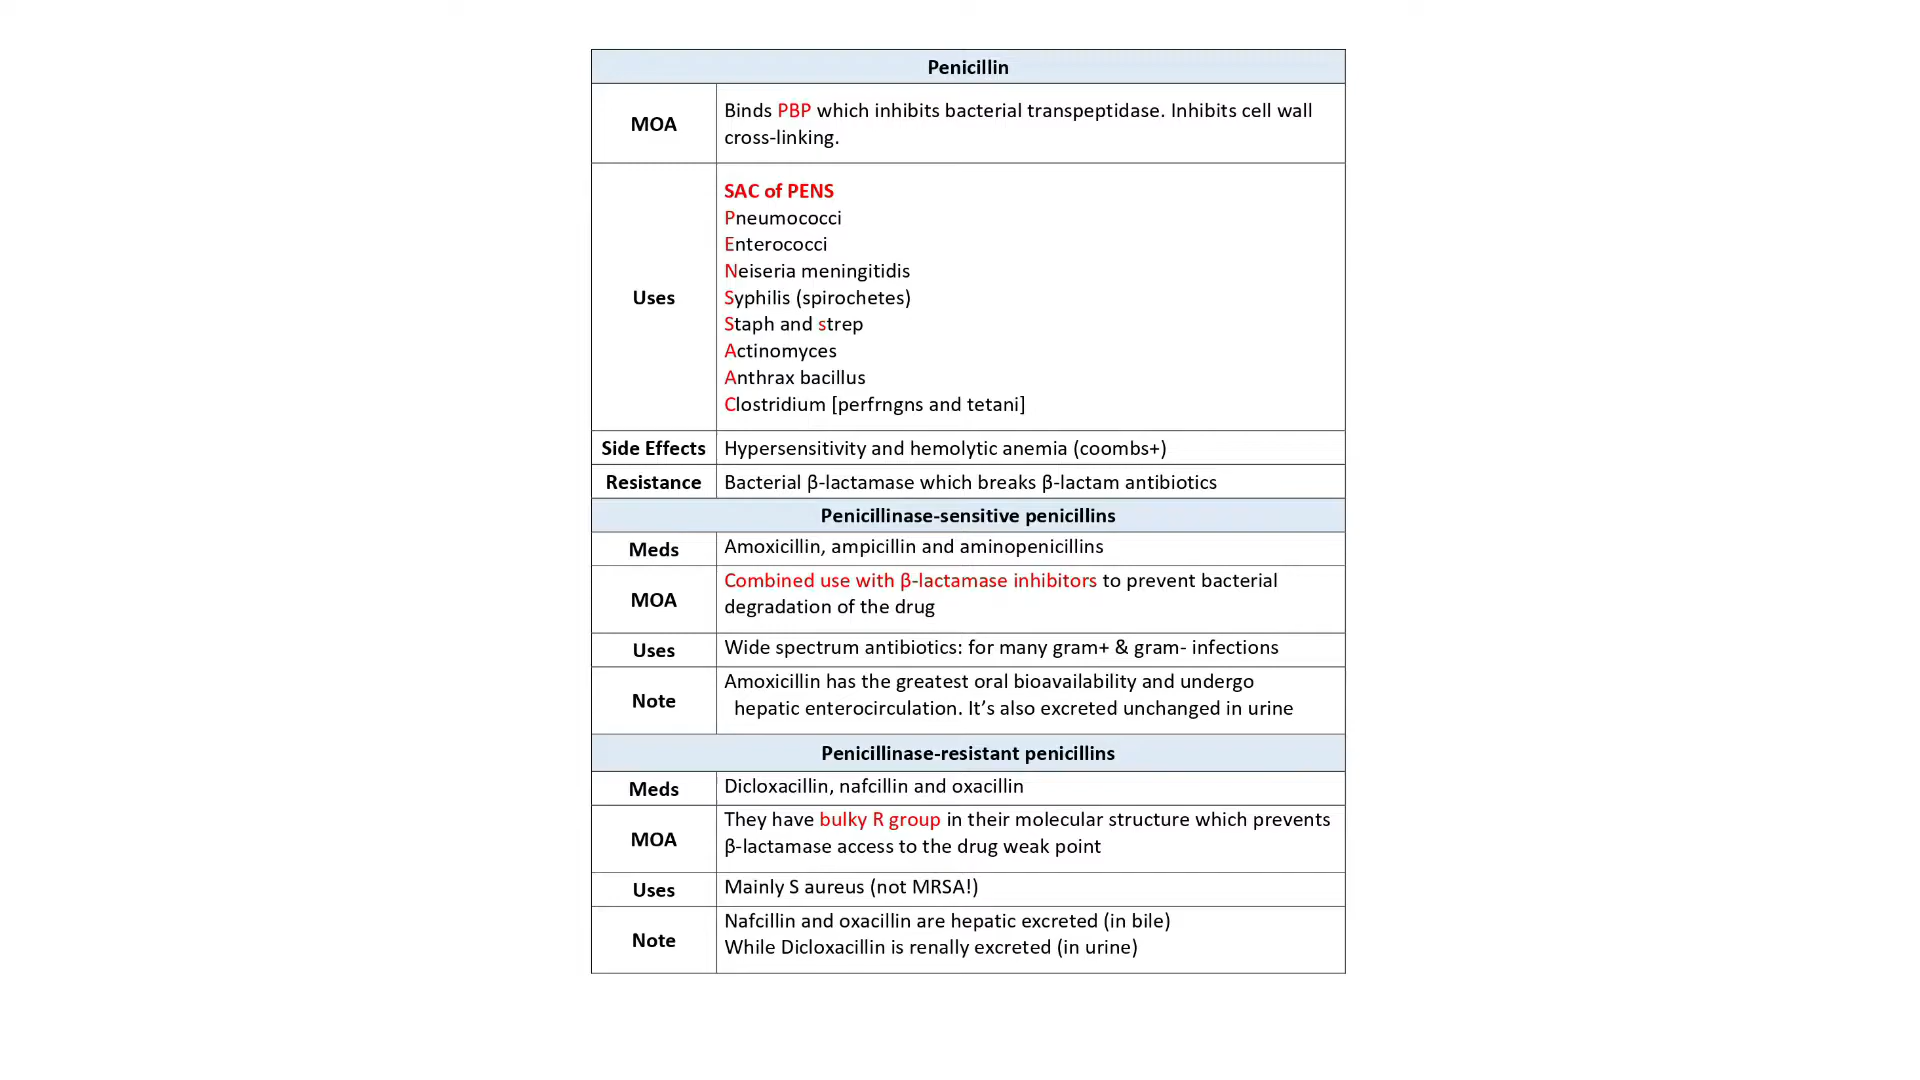 Penicillin
MOA
Binds PBP which inhibits bacterial transpeptidase. Inhibits cell wall
cross-linking.
Uses
SAC of PENS
Pneumococci
Enterococci
Neiseria meningitidis
Syphilis (spirochetes)
Staph and strep
Actinomyces
Anthrax bacillus
Clostridium [perfrngns and tetani]
Side Effects
Hypersensitivity and hemolytic anemia (coombs+)
Resistance
Bacterial β-lactamase which breaks β-lactam antibiotics
Penicillinase-sensitive penicillins
Meds
Amoxicillin, ampicillin and aminopenicillins
MOA
Combined use with β-lactamase inhibitors to prevent bacterial
degradation of the drug
Uses
Wide spectrum antibiotics: for many gram+ & gram- infections
Note
Amoxicillin has the greatest oral bioavailability and undergo
hepatic enterocirculation. It’s also excreted unchanged in urine
Penicillinase-resistant penicillins
Meds
Dicloxacillin, nafcillin and oxacillin
MOA
They have bulky R group in their molecular structure which prevents
β-lactamase access to the drug weak point
Uses
Mainly S aureus (not MRSA!)
Note
Nafcillin and oxacillin are hepatic excreted (in bile)
While Dicloxacillin is renally excreted (in urine)